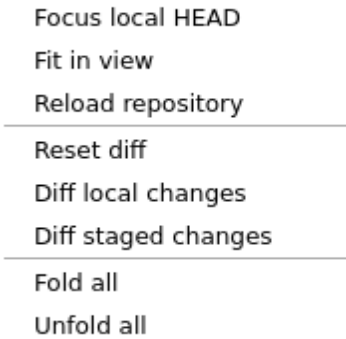 Focus local HEAD
Fit in view
Reload repository
Reset diff
Diff local changes
Diff staged changes
Fold all
Unfold all